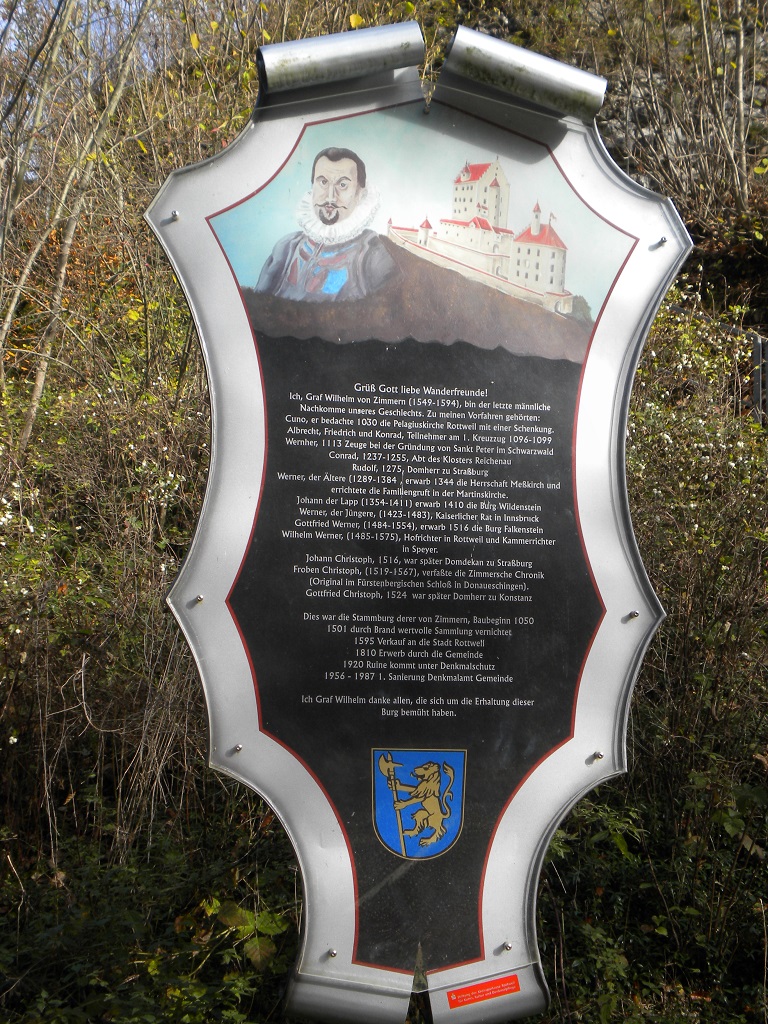 Grüß Gott liebe Wanderfreunde!
Ich, Graf Wilhelm von Zimmern (1549-1594), bin der letzte männliche
Nachkomme unseres Geschlechts. Zu meinen Vorfahren gehörten:
Cuno, er bedachte 1030 die Pelagiuskirche Rottweil mit einer Schenkung.
Albrecht, Friedrich und Konrad, Teilnehmer am 1. Kreuzzug 1096-1099
Wernher, 1113 Zeuge bei der Gründung von Sankt Peter im Schwarzwald
Conrad, 1237-1255, Abt des Klosters Reichenau
Rudolf, 1275, Domherr zu Straßburg
Werner, der Ältere (1289-1384 , erwarb 1344 die Herrschaft Meßkirch und
errichtete die Familiengruft in der Martinskirche.
Johann der Lapp (1354-1411) erwarb 1410 die Burg Wildenstein
Werner, der Jüngere, (1423-1483), Kaiserlicher Rat in Innsbruck
Gottfried Werner, (1484-1554), erwarb 1516 die Burg Falkenstein
Wilhelm Werner, (1485-1575), Hofrichter in Rottweil und Kammerrichter
in Speyer.
Johann Christoph, 1516, war später Domdekan zu Straßburg
Froben Christoph, (1519-1567), verfaßte die Zimmersche Chronik
(Original im Fürstenbergischen Schloß in Donaueschingen).
Gottfried Christoph, 1524 war später Domherr zu Konstanz
Dies war die Stammburg derer von Zimmern, Baubeginn 1050
1501 durch Brand wertvolle Sammlung vernichtet
1595 Verkauf an die Stadt Rottweil
1810 Erwerb durch die Gemeinde
1920 Ruine kommt unter Denkmalschutz
1956 - 1987 1. Sanierung Denkmalamt Gemeinde
Ich Graf Wilhelm danke allen, die sich um die Erhaltung dieser
Burg bemüht haben.